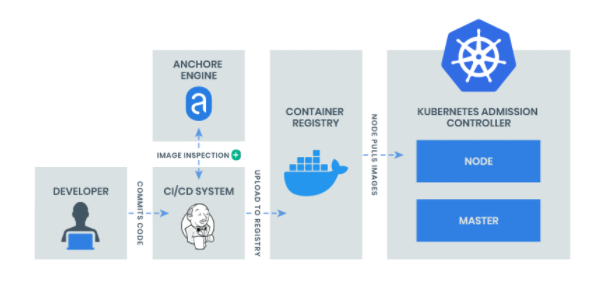 ANCHORE
ENGINE
CONTAINER
REGISTRY
KUBERNETES ADMISSION
CONTROLLER
IMAGE INSPECTION
NODE
DEVELOPER
CI/CD SYSTEM
MASTER
COMMITS CODE
UPLOAD TO REGISTRY
NODE PULLS IMAGES